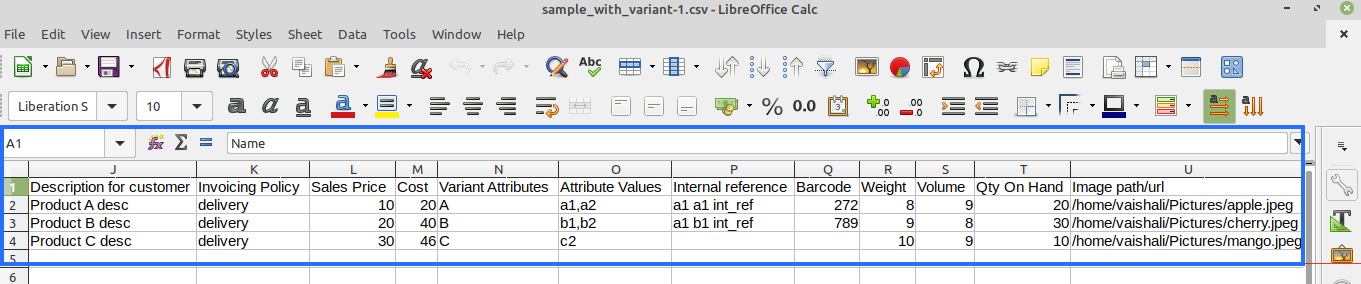 sample_with_variant-1.csv - LibreOffice Calc
File Edit View Insert Format Styles Sheet Data Tools Window Help
Abc
Liberation S 10 a a a a % 0.0 .0 .00 a a
A1 fx Σ = Name
J K L M N O P Q R S T U
1 Description for customer Invoicing Policy Sales Price Cost Variant Attributes Attribute Values Internal reference Barcode Weight Volume Qty On Hand Image path/url
2 Product A desc delivery 10 20 A a1,a2 a1 a1 int_ref 272 8 9 20 /home/vaishali/Pictures/apple.jpeg
3 Product B desc delivery 20 40 B b1,b2 a1 b1 int_ref 789 9 8 30 /home/vaishali/Pictures/cherry.jpeg
4 Product C desc delivery 30 46 C c2 10 9 10 /home/vaishali/Pictures/mango.jpeg
5
6